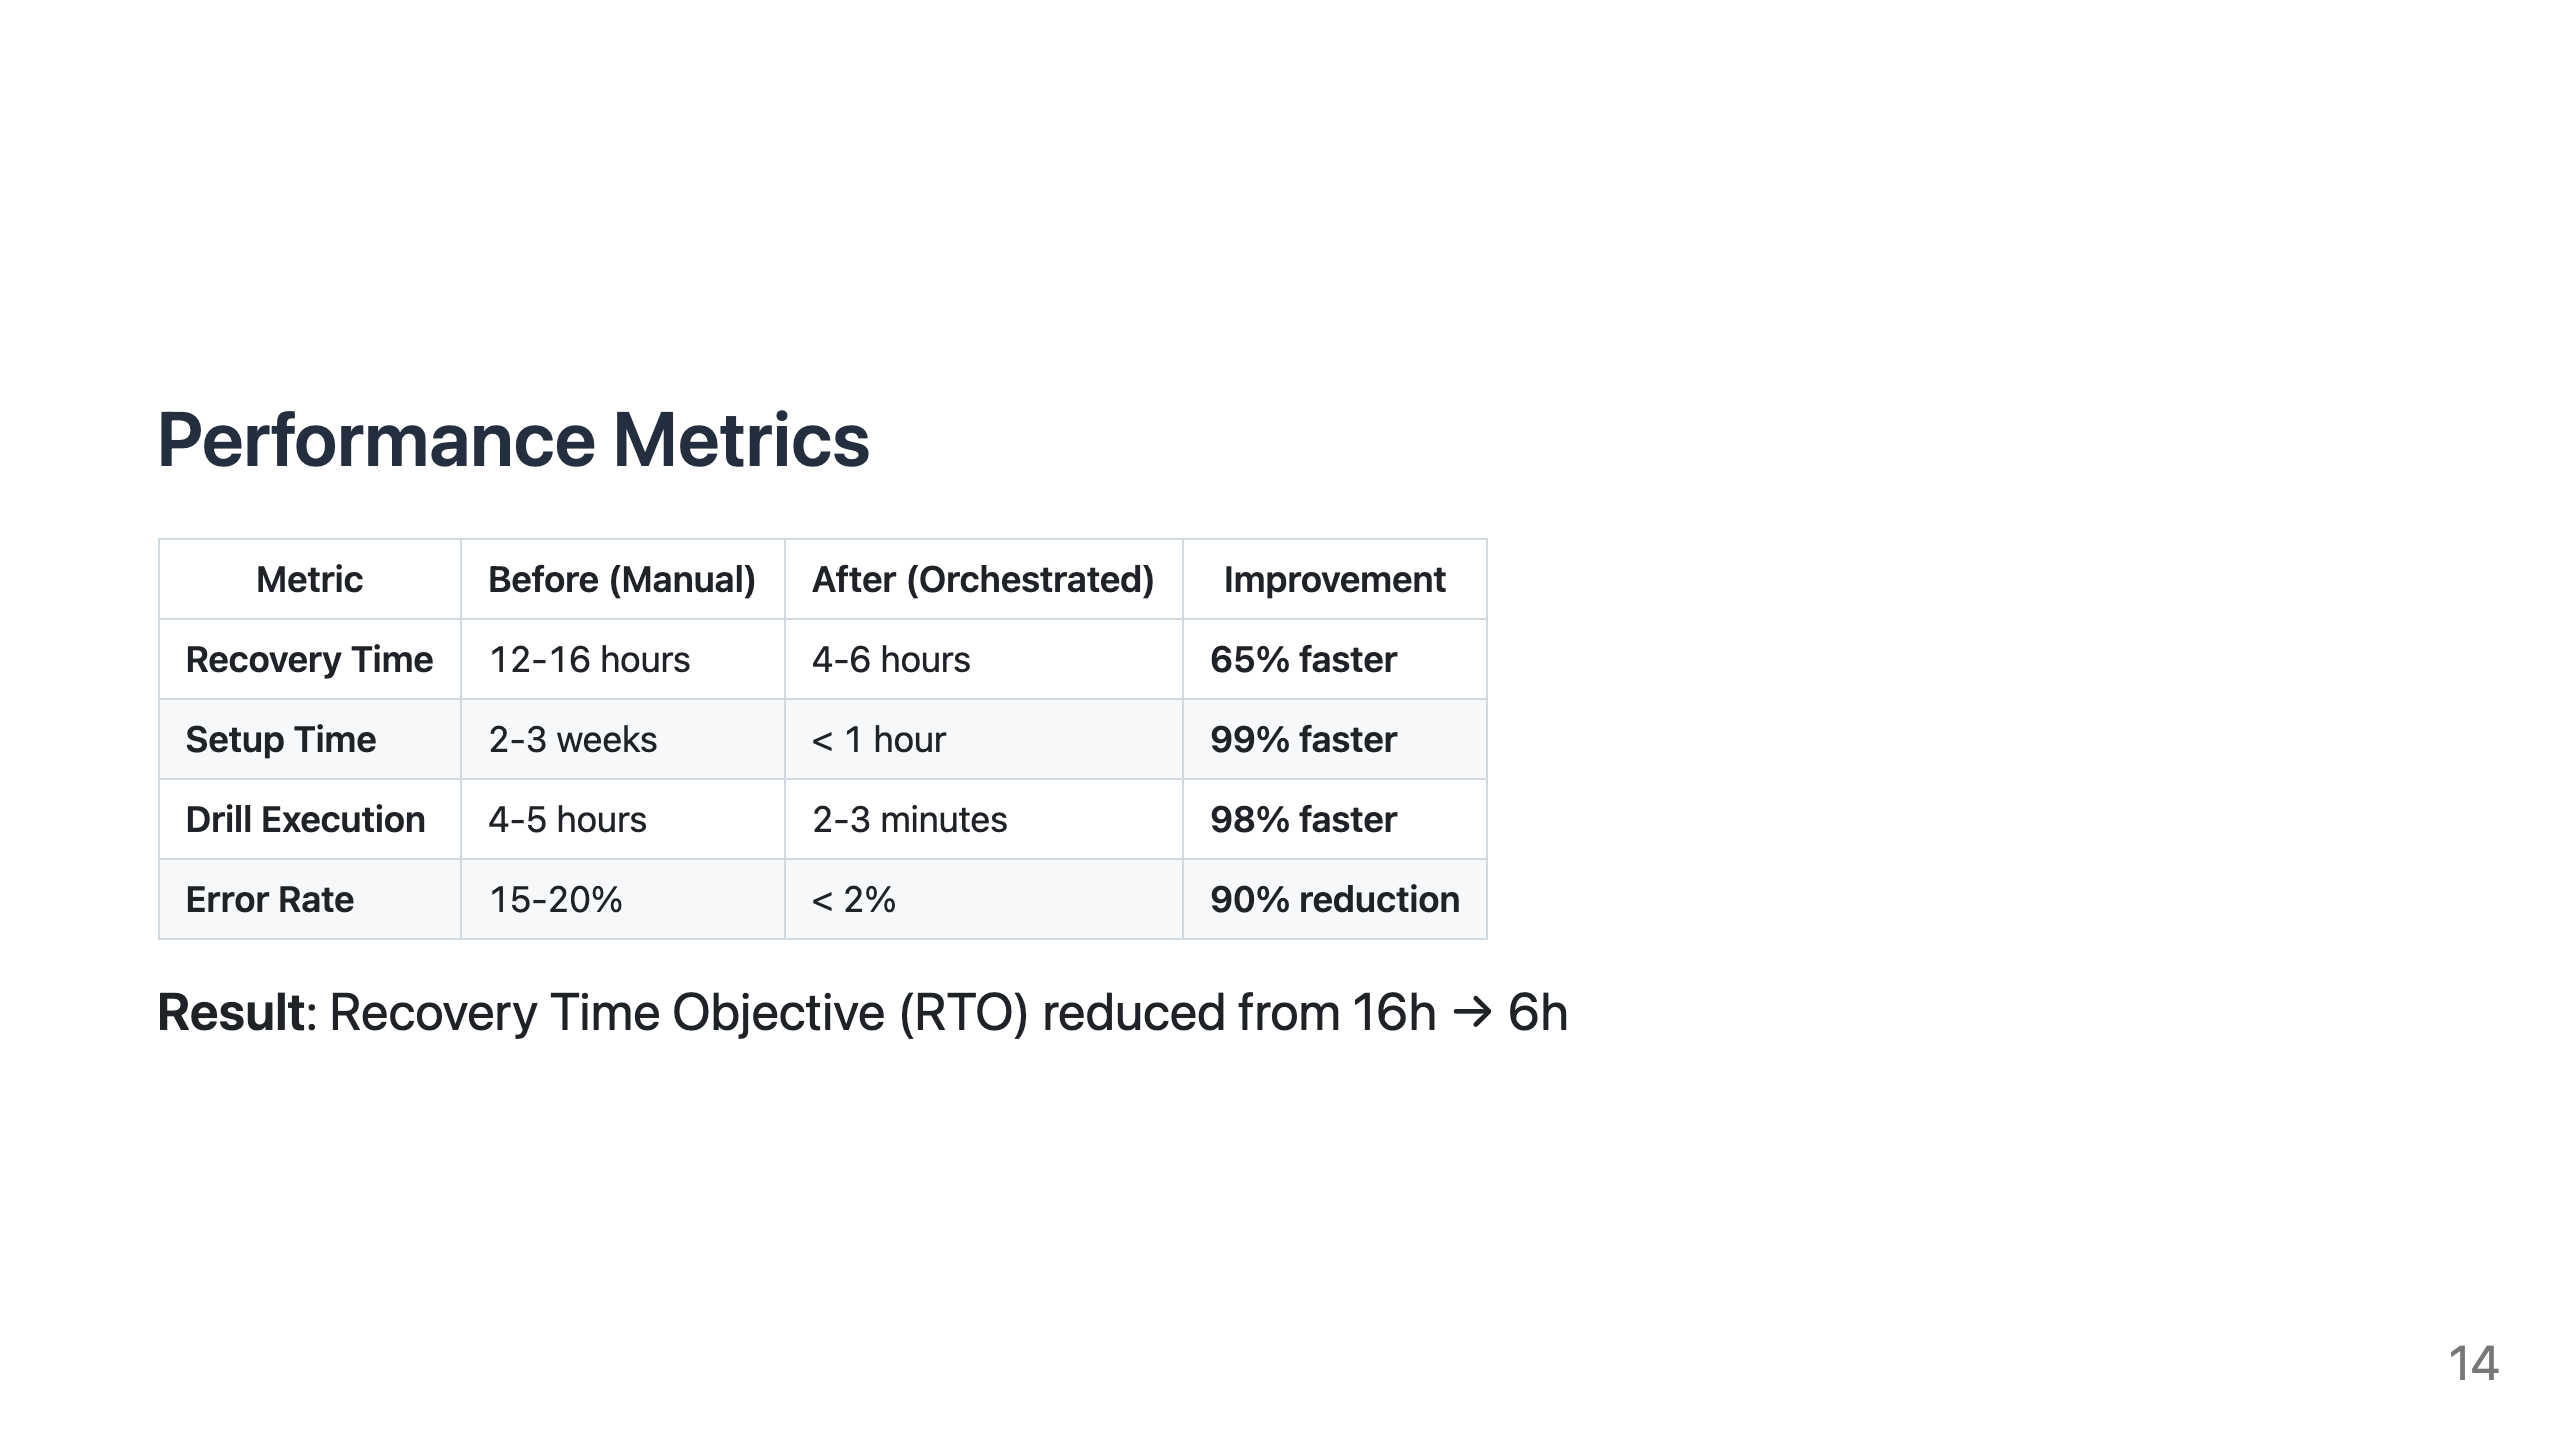 Performance Metrics
Metric Before (Manual) After (Orchestrated) Improvement
Recovery Time 12-16 hours 4-6 hours 65% faster
Setup Time 2-3 weeks < 1 hour 99% faster
Drill Execution 4-5 hours 2-3 minutes 98% faster
Error Rate 15-20% < 2% 90% reduction
Result: Recovery Time Objective (RTO) reduced from 16h → 6h
14